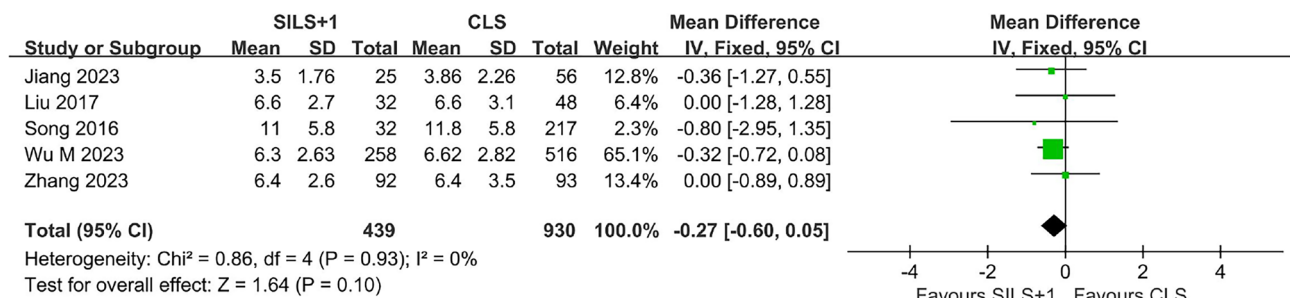 SILS+1 CLS Mean Difference Mean Difference
Study or Subgroup Mean SD Total Mean SD Total Weight IV, Fixed, 95% CI IV, Fixed, 95% CI
Jiang 2023 3.5 1.76 25 3.86 2.26 56 12.8% -0.36 [-1.27, 0.55]
Liu 2017 6.6 2.7 32 6.6 3.1 48 6.4% 0.00 [-1.28, 1.28]
Song 2016 11 5.8 32 11.8 5.8 217 2.3% -0.80 [-2.95, 1.35]
Wu M 2023 6.3 2.63 258 6.62 2.82 516 65.1% -0.32 [-0.72, 0.08]
Zhang 2023 6.4 2.6 92 6.4 3.5 93 13.4% 0.00 [-0.89, 0.89]
Total (95% CI) 439 930 100.0% -0.27 [-0.60, 0.05]
Heterogeneity: Chi² = 0.86, df = 4 (P = 0.93); I² = 0%
Test for overall effect: Z = 1.64 (P = 0.10)
-4 -2 0 2 4
Favours SILS+1 Favours CLS